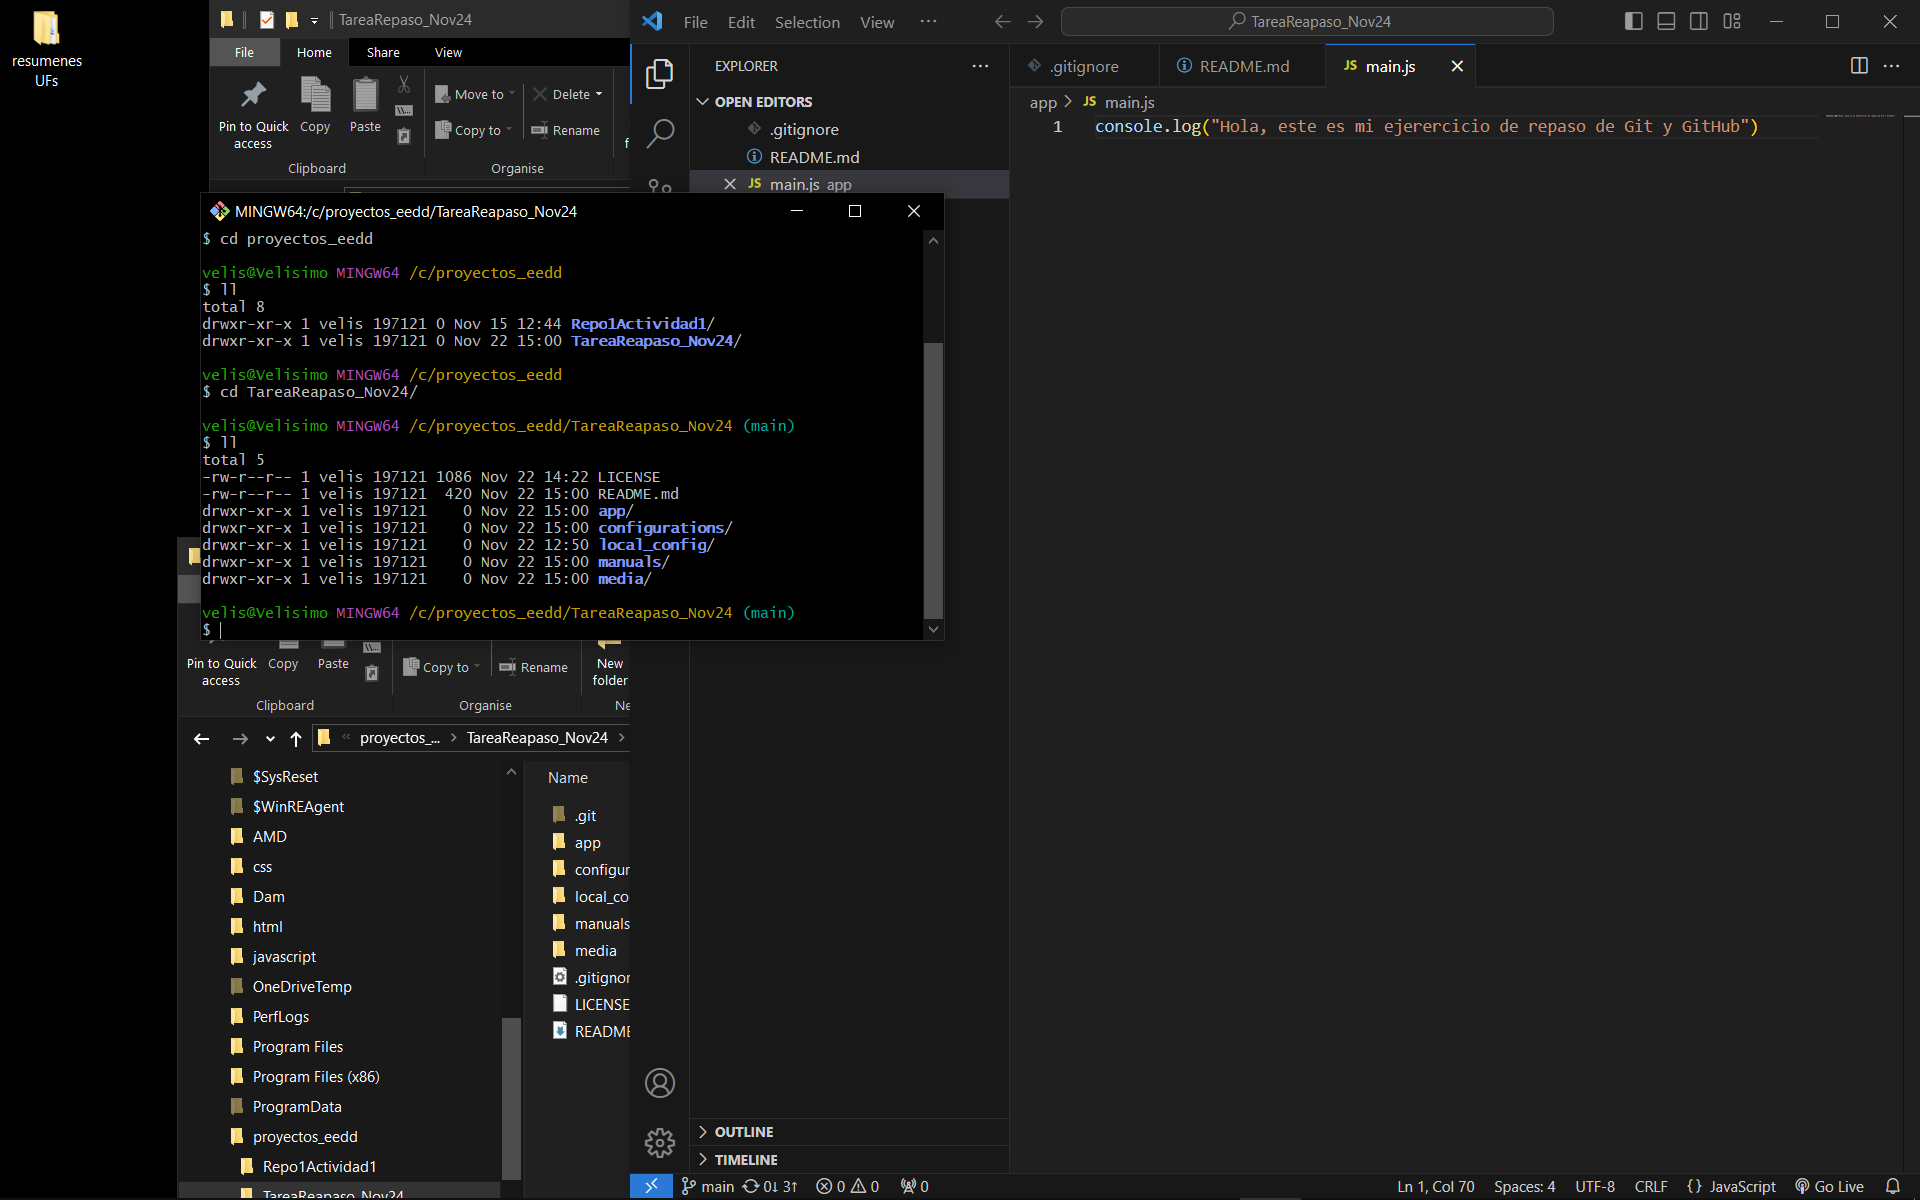 resumenes
UFs
TareaRepaso_Nov24
File
Home
Share
View
Pin to Quick
access
Copy
Paste
Move to
Copy to
Delete
Rename
Clipboard
Organise
File
Edit
Selection
View
TareaReapaso_Nov24
EXPLORER
OPEN EDITORS
.gitignore
README.md
JS main.js app
.gitignore
README.md
JS main.js
app > JS main.js
1 console.log("Hola, este es mi ejerercicio de repaso de Git y GitHub")
MINGW64:/c/proyectos_eedd/TareaReapaso_Nov24
$ cd proyectos_eedd
velis@Velisimo MINGW64 /c/proyectos_eedd
$ ll
total 8
drwxr-xr-x 1 velis 197121 0 Nov 15 12:44 Repo1Actividad1/
drwxr-xr-x 1 velis 197121 0 Nov 22 15:00 TareaReapaso_Nov24/
velis@Velisimo MINGW64 /c/proyectos_eedd
$ cd TareaReapaso_Nov24/
velis@Velisimo MINGW64 /c/proyectos_eedd/TareaReapaso_Nov24 (main)
$ ll
total 5
-rw-r--r-- 1 velis 197121 1086 Nov 22 14:22 LICENSE
-rw-r--r-- 1 velis 197121 420 Nov 22 15:00 README.md
drwxr-xr-x 1 velis 197121 0 Nov 22 15:00 app/
drwxr-xr-x 1 velis 197121 0 Nov 22 15:00 configurations/
drwxr-xr-x 1 velis 197121 0 Nov 22 12:50 local_config/
drwxr-xr-x 1 velis 197121 0 Nov 22 15:00 manuals/
drwxr-xr-x 1 velis 197121 0 Nov 22 15:00 media/
velis@Velisimo MINGW64 /c/proyectos_eedd/TareaReapaso_Nov24 (main)
$
Pin to Quick
access
Copy
Paste
Copy to
Rename
New
folder
Clipboard
Organise
Ne
« proyectos_... > TareaReapaso_Nov24 >
$SysReset
$WinREAgent
AMD
css
Dam
html
javascript
OneDriveTemp
PerfLogs
Program Files
Program Files (x86)
ProgramData
proyectos_eedd
Repo1Actividad1
TareaReapaso_Nov24
Name
.git
app
configur
local_co
manuals
media
.gitignor
LICENSE
README
OUTLINE
TIMELINE
main 0↓ 3↑ 0 0 0
Ln 1, Col 70 Spaces: 4 UTF-8 CRLF {} JavaScript Go Live